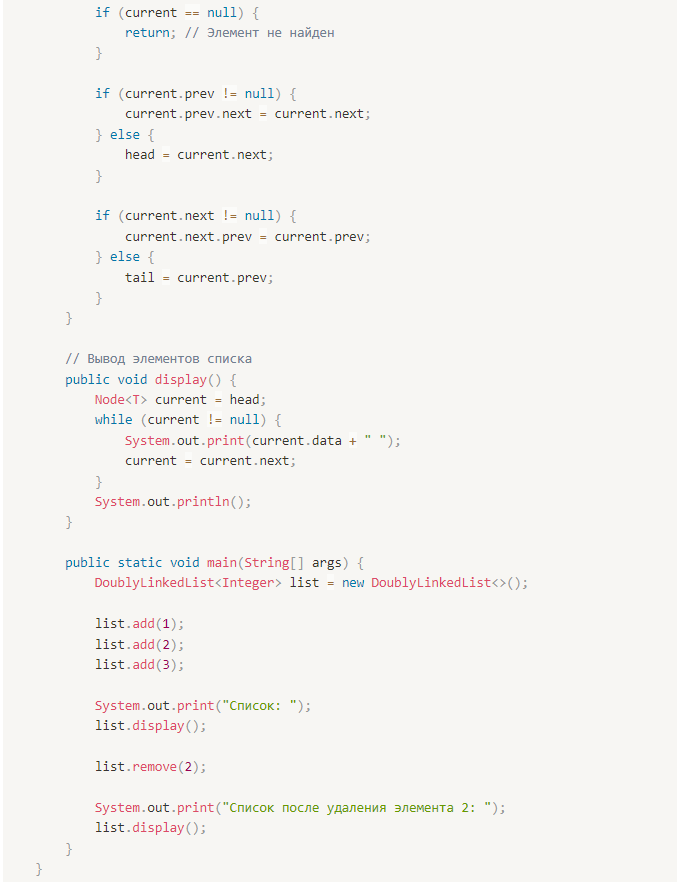 if (current == null) {
return; // Элемент не найден
}
if (current.prev != null) {
current.prev.next = current.next;
} else {
head = current.next;
}
if (current.next != null) {
current.next.prev = current.prev;
} else {
tail = current.prev;
}
}
// Вывод элементов списка
public void display() {
Node<T> current = head;
while (current != null) {
System.out.print(current.data + " ");
current = current.next;
}
System.out.println();
}
public static void main(String[] args) {
DoublyLinkedList<Integer> list = new DoublyLinkedList<>();
list.add(1);
list.add(2);
list.add(3);
System.out.print("Список: ");
list.display();
list.remove(2);
System.out.print("Список после удаления элемента 2: ");
list.display();
}
}